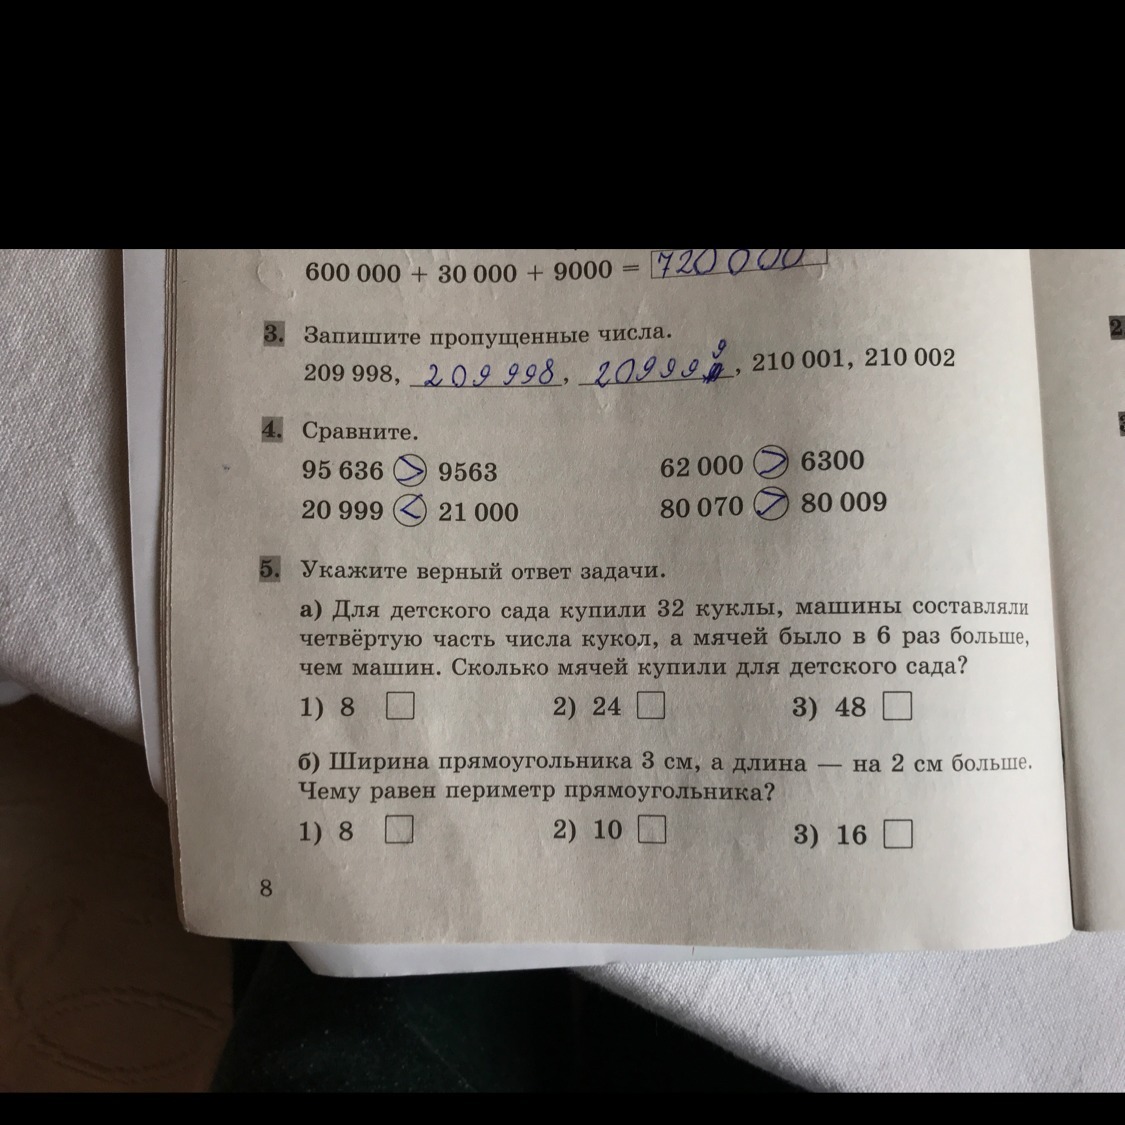 600 000 + 30 000 + 9000 = 720 000
3. Запишите пропущенные числа.
209 998, 209 998, 209999, 210 001, 210 002
4. Сравните.
95 636 > 9563 62 000 > 6300
20 999 < 21 000 80 070 > 80 009
5. Укажите верный ответ задачи.
а) Для детского сада купили 32 куклы, машины составляли
четвёртую часть числа кукол, а мячей было в 6 раз больше,
чем машин. Сколько мячей купили для детского сада?
1) 8 2) 24 3) 48
б) Ширина прямоугольника 3 см, а длина — на 2 см больше.
Чему равен периметр прямоугольника?
1) 8 2) 10 3) 16
8
2